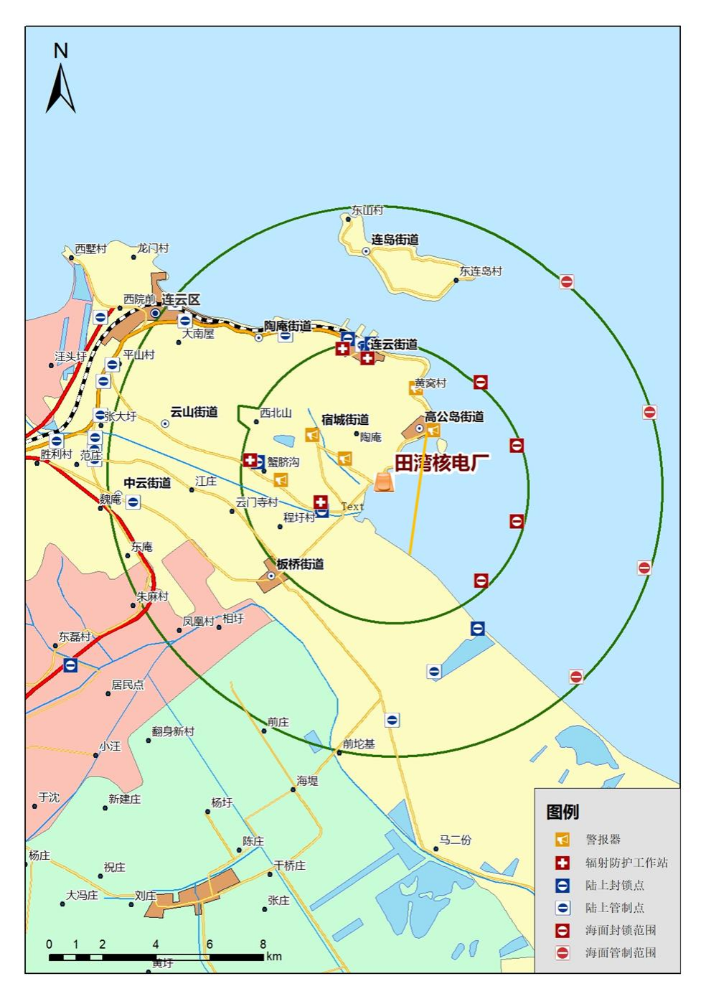 N
东山村
连岛街道
东连岛村
西墅村
龙门村
西院前
连云区
陶庵街道
大南屋
连云街道
汪头圩
平山村
黄窝村
张大圩
云山街道
西北山
宿城街道
高公岛街道
陶庵
胜利村
范庄
蟹脐沟
田湾核电厂
中云街道
江庄
魏庵
云门寺村
程圩村
Text
东庵
板桥街道
朱麻村
凤凰村
相圩
东磊村
居民点
前庄
翻身新村
前坨基
小汪
海堤
于沈
新建庄
杨圩
陈庄
马二份
杨庄
祝庄
干桥庄
大冯庄
刘庄
张庄
黄圩
0 1 2 4 6 8
km
图例
警报器
辐射防护工作站
陆上封锁点
陆上管制点
海面封锁范围
海面管制范围